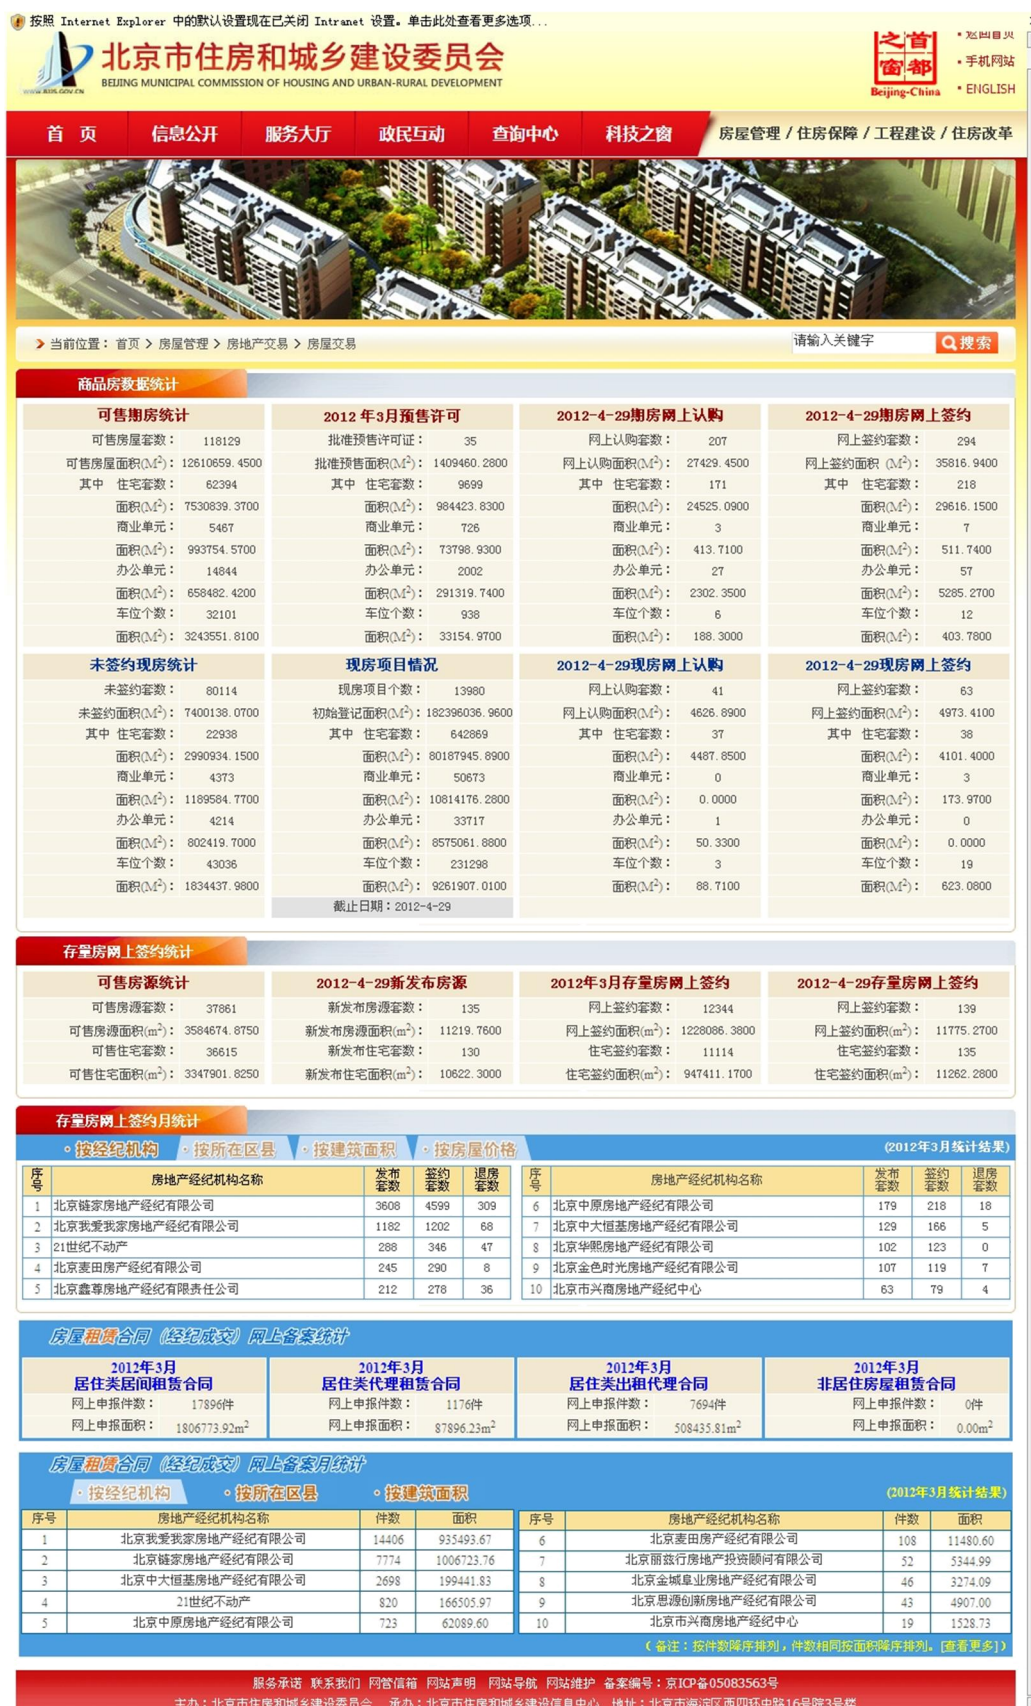 按照 Internet Explorer 中的默认设置现在已关闭 Intranet 设置。单击此处查看更多选项...
北京市住房和城乡建设委员会
BEIJING MUNICIPAL COMMISSION OF HOUSING AND URBAN-RURAL DEVELOPMENT
WWW.BJJS.GOV.CN
首都之窗
Beijing-China
返回首页
手机网站
ENGLISH
首 页 信息公开 服务大厅 政民互动 查询中心 科技之窗 房屋管理 / 住房保障 / 工程建设 / 住房改革
当前位置： 首页 > 房屋管理 > 房地产交易 > 房屋交易 请输入关键字 搜索
商品房数据统计
可售期房统计 2012 年3月预售许可 2012-4-29期房网上认购 2012-4-29期房网上签约
可售房屋套数： 118129 批准预售许可证： 35 网上认购套数： 207 网上签约套数： 294
可售房屋面积(M²)： 12610659.4500 批准预售面积(M²)： 1409460.2800 网上认购面积(M²)： 27429.4500 网上签约面积 (M²)： 35816.9400
其中 住宅套数： 62394 其中 住宅套数： 9699 其中 住宅套数： 171 其中 住宅套数： 218
面积(M²)： 7530839.3700 面积(M²)： 984423.8300 面积(M²)： 24525.0900 面积(M²)： 29616.1500
商业单元： 5467 商业单元： 726 商业单元： 3 商业单元： 7
面积(M²)： 993754.5700 面积(M²)： 73798.9300 面积(M²)： 413.7100 面积(M²)： 511.7400
办公单元： 14844 办公单元： 2002 办公单元： 27 办公单元： 57
面积(M²)： 658482.4200 面积(M²)： 291319.7400 面积(M²)： 2302.3500 面积(M²)： 5285.2700
车位个数： 32101 车位个数： 938 车位个数： 6 车位个数： 12
面积(M²)： 3243551.8100 面积(M²)： 33154.9700 面积(M²)： 188.3000 面积(M²)： 403.7800
未签约现房统计 现房项目情况 2012-4-29现房网上认购 2012-4-29现房网上签约
未签约套数： 80114 现房项目个数： 13980 网上认购套数： 41 网上签约套数： 63
未签约面积(M²)： 7400138.0700 初始登记面积(M²)： 182396036.9600 网上认购面积(M²)： 4626.8900 网上签约面积(M²)： 4973.4100
其中 住宅套数： 22938 其中 住宅套数： 642869 其中 住宅套数： 37 其中 住宅套数： 38
面积(M²)： 2990934.1500 面积(M²)： 80187945.8900 面积(M²)： 4487.8500 面积(M²)： 4101.4000
商业单元： 4373 商业单元： 50673 商业单元： 0 商业单元： 3
面积(M²)： 1189584.7700 面积(M²)： 10814176.2800 面积(M²)： 0.0000 面积(M²)： 173.9700
办公单元： 4214 办公单元： 33717 办公单元： 1 办公单元： 0
面积(M²)： 802419.7000 面积(M²)： 8575061.8800 面积(M²)： 50.3300 面积(M²)： 0.0000
车位个数： 43036 车位个数： 231298 车位个数： 3 车位个数： 19
面积(M²)： 1834437.9800 面积(M²)： 9261907.0100 面积(M²)： 88.7100 面积(M²)： 623.0800
截止日期：2012-4-29
存量房网上签约统计
可售房源统计 2012-4-29新发布房源 2012年3月存量房网上签约 2012-4-29存量房网上签约
可售房源套数： 37861 新发布房源套数： 135 网上签约套数： 12344 网上签约套数： 139
可售房源面积(m²)： 3584674.8750 新发布房源面积(m²)： 11219.7600 网上签约面积(m²)： 1228086.3800 网上签约面积(m²)： 11775.2700
可售住宅套数： 36615 新发布住宅套数： 130 住宅签约套数： 11114 住宅签约套数： 135
可售住宅面积(m²)： 3347901.8250 新发布住宅面积(m²)： 10622.3000 住宅签约面积(m²)： 947411.1700 住宅签约面积(m²)： 11262.2800
存量房网上签约月统计
·按经纪机构 ·按所在区县 ·按建筑面积 ·按房屋价格 (2012年3月统计结果)
序号 房地产经纪机构名称 发布套数 签约套数 退房套数 序号 房地产经纪机构名称 发布套数 签约套数 退房套数
1 北京链家房地产经纪有限公司 3608 4599 309 6 北京中原房地产经纪有限公司 179 218 18
2 北京我爱我家房地产经纪有限公司 1182 1202 68 7 北京中大恒基房地产经纪有限公司 129 166 5
3 21世纪不动产 288 346 47 8 北京华熙房地产经纪有限公司 102 123 0
4 北京麦田房产经纪有限公司 245 290 8 9 北京金色时光房地产经纪有限公司 107 119 7
5 北京鑫尊房地产经纪有限责任公司 212 278 36 10 北京市兴商房地产经纪中心 63 79 4
房屋租赁合同（经纪成交）网上备案统计
2012年3月 2012年3月 2012年3月 2012年3月
居住类居间租赁合同 居住类代理租赁合同 居住类出租代理合同 非居住房屋租赁合同
网上申报件数： 17896件 网上申报件数： 1176件 网上申报件数： 7694件 网上申报件数： 0件
网上申报面积： 1806773.92m² 网上申报面积： 87896.23m² 网上申报面积： 508435.81m² 网上申报面积： 0.00m²
房屋租赁合同（经纪成交）网上备案月统计
·按经纪机构 ·按所在区县 ·按建筑面积 (2012年3月统计结果)
序号 房地产经纪机构名称 件数 面积 序号 房地产经纪机构名称 件数 面积
1 北京我爱我家房地产经纪有限公司 14406 935493.67 6 北京麦田房产经纪有限公司 108 11480.60
2 北京链家房地产经纪有限公司 7774 1006723.76 7 北京丽兹行房地产投资顾问有限公司 52 5344.99
3 北京中大恒基房地产经纪有限公司 2698 199441.83 8 北京金城阜业房地产经纪有限公司 46 3274.09
4 21世纪不动产 820 166505.97 9 北京思源创新房地产经纪有限公司 43 4907.00
5 北京中原房地产经纪有限公司 723 62089.60 10 北京市兴商房地产经纪中心 19 1528.73
（备注：按件数降序排列，件数相同按面积降序排列。[查看更多]）
服务承诺 联系我们 网管信箱 网站声明 网站导航 网站维护 备案编号：京ICP备05083563号
主办：北京市住房和城乡建设委员会 承办：北京市住房和城乡建设信息中心 地址：北京市海淀区西四环中路16号院3号楼